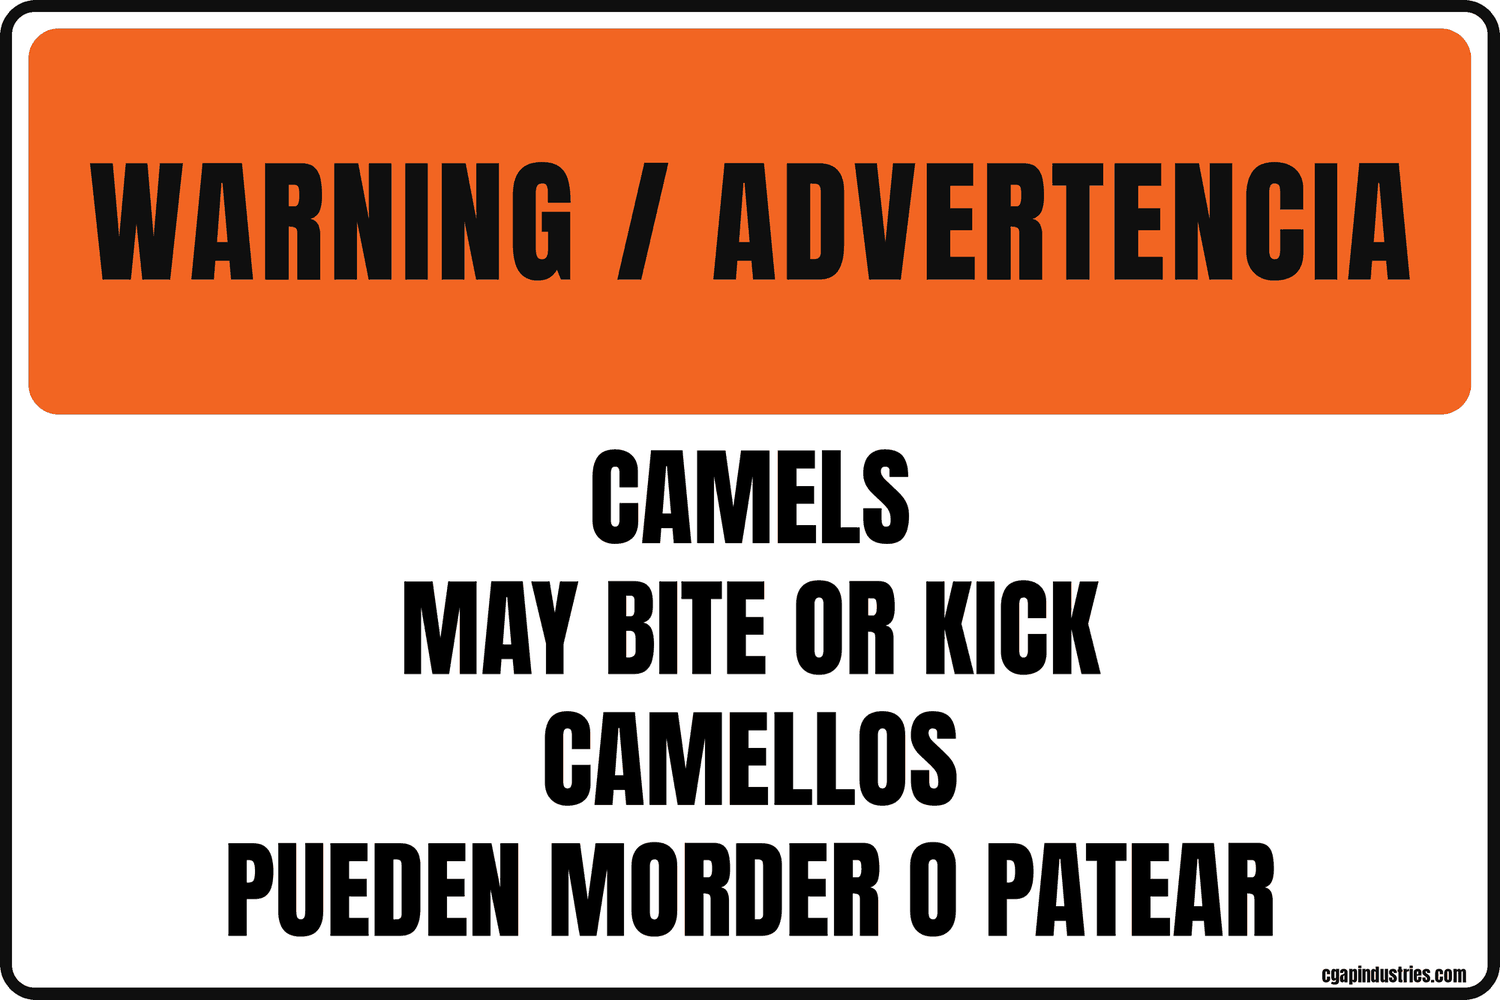 WARNING / ADVERTENCIA
CAMELS
MAY BITE OR KICK
CAMELLOS
PUEDEN MORDER O PATEAR
cgapindustries.com